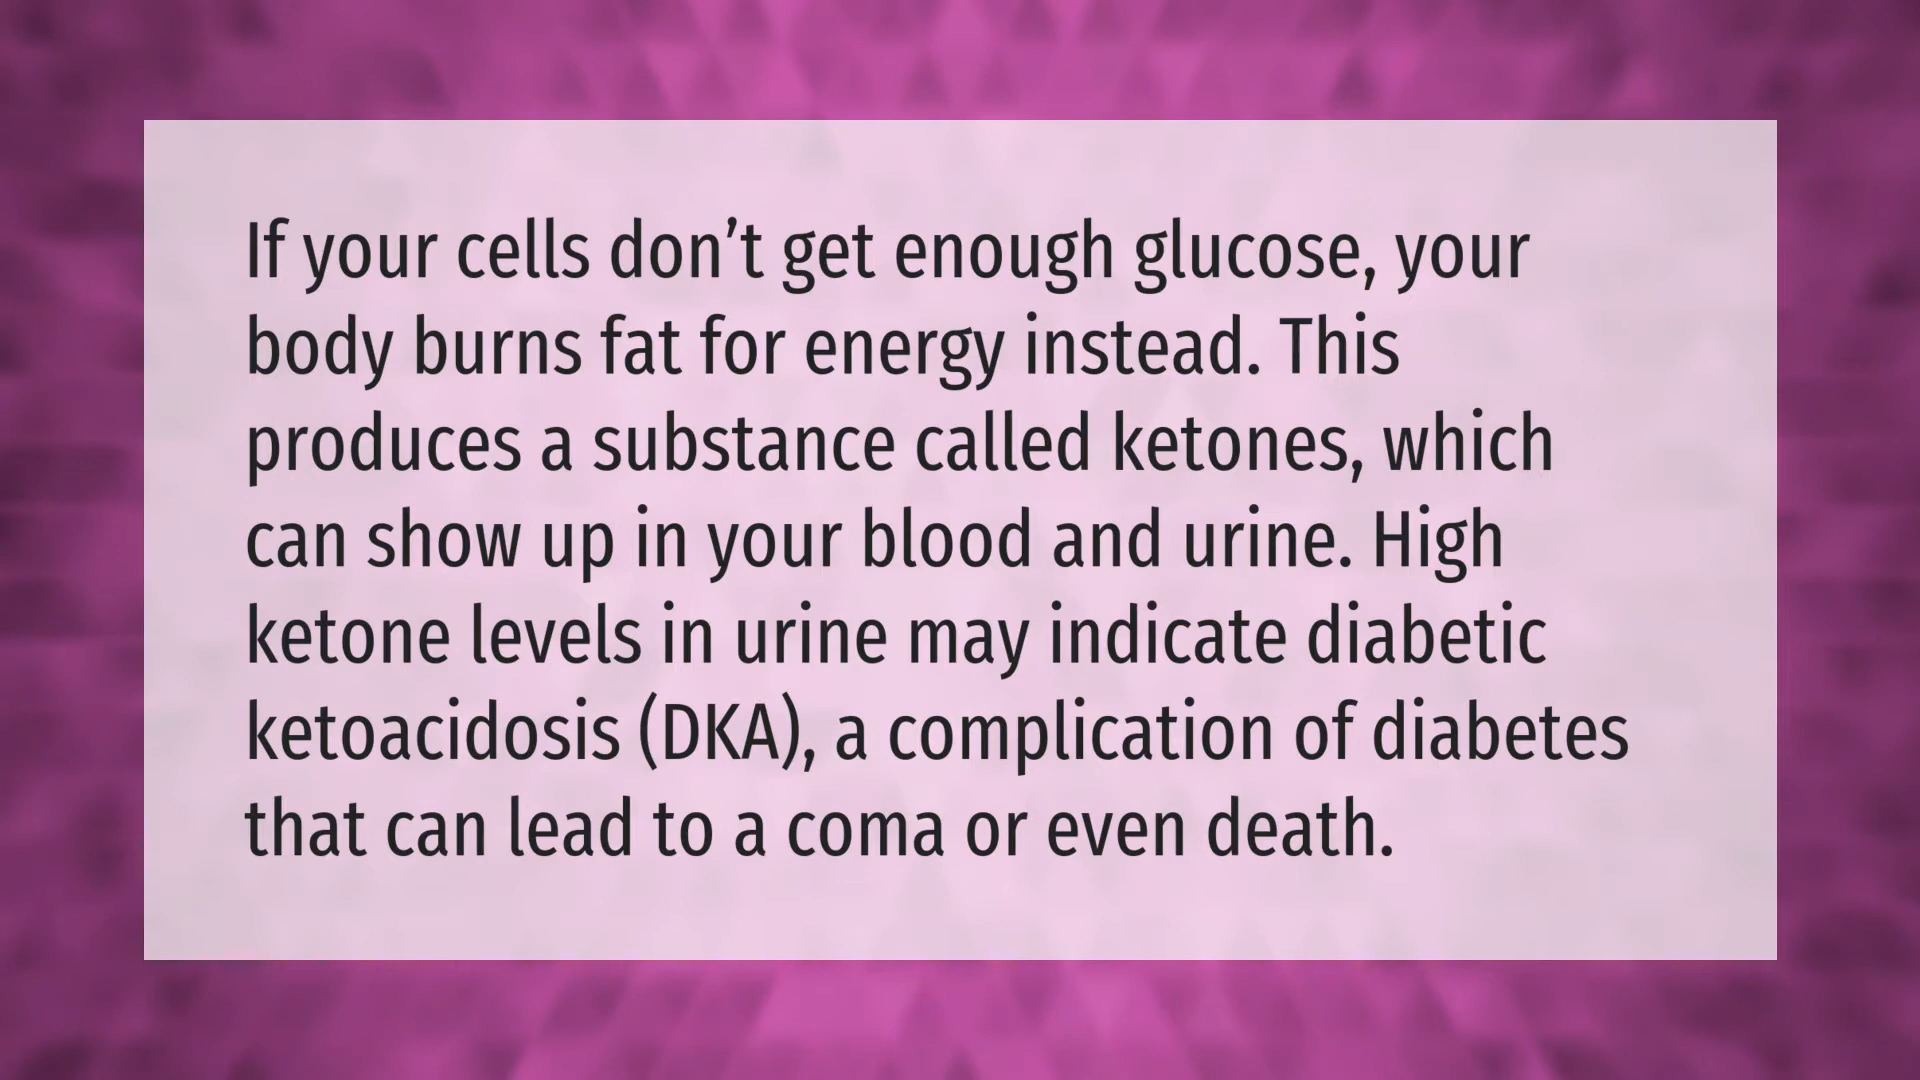 If your cells don’t get enough glucose, your
body burns fat for energy instead. This
produces a substance called ketones, which
can show up in your blood and urine. High
ketone levels in urine may indicate diabetic
ketoacidosis (DKA), a complication of diabetes
that can lead to a coma or even death.